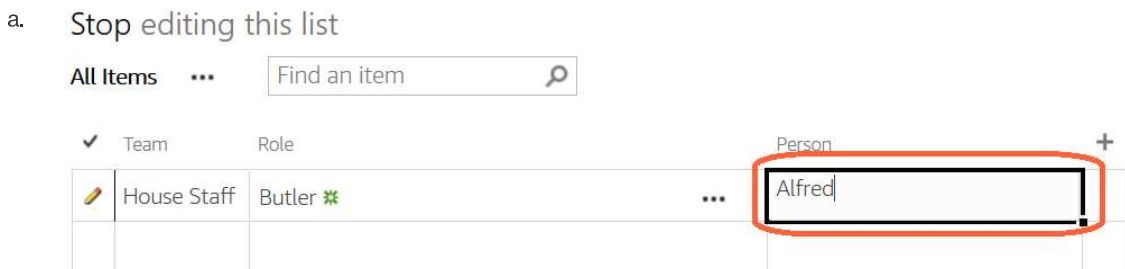 a. Stop editing this list
All Items ... Find an item
Team Role Person
House Staff Butler ... Alfred